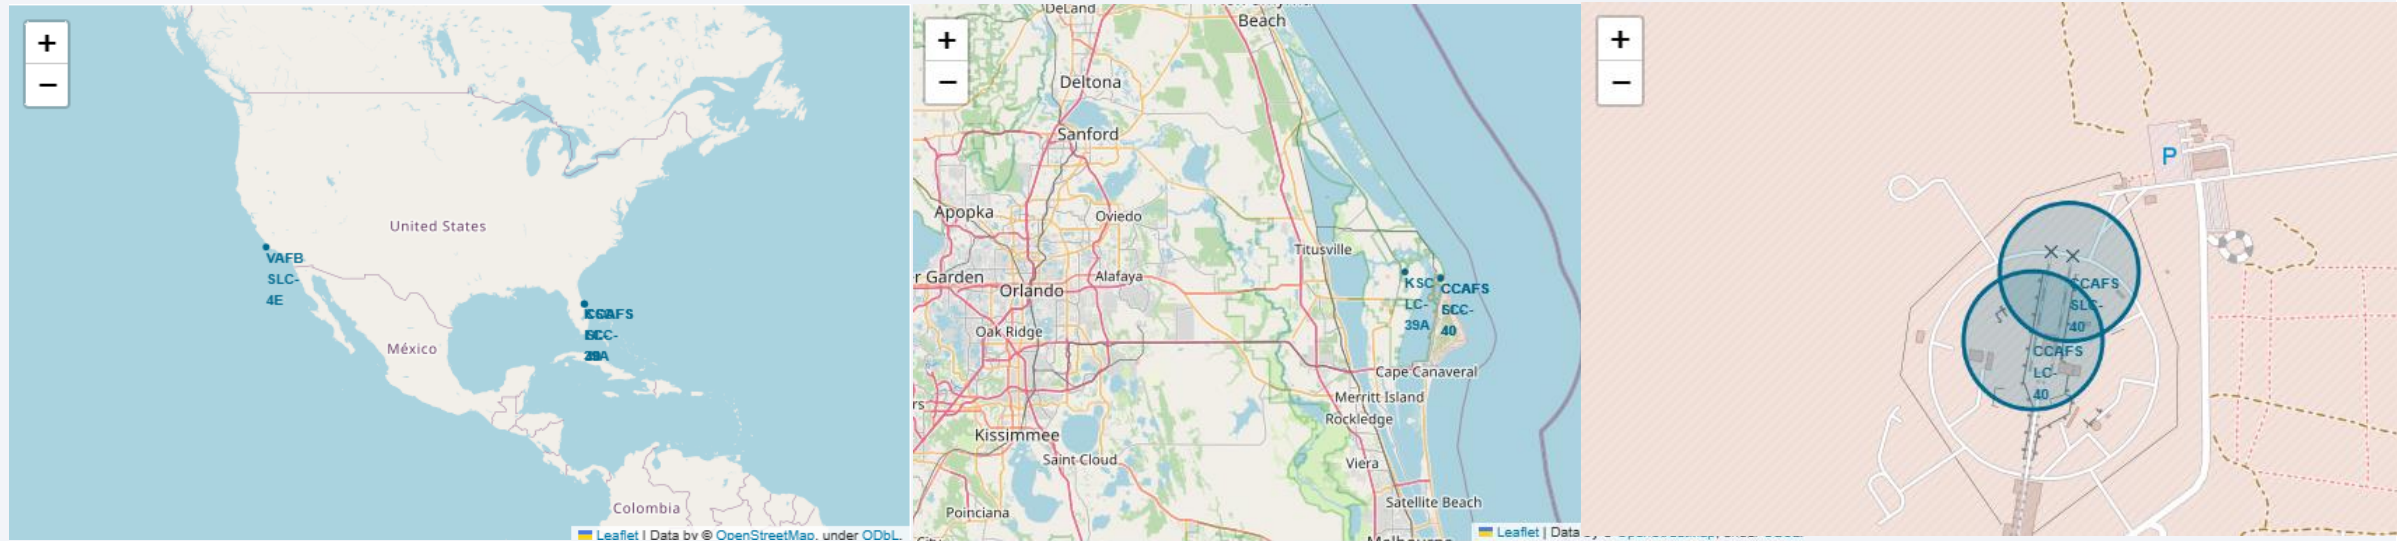 +
−
United States
VAFB
SLC-
4E
CCAFS
México
Colombia
Leaflet | Data by © OpenStreetMap, under ODbL.
+
−
DeLand
Beach
Deltona
Sanford
Apopka
Oviedo
Titusville
r Garden
Alafaya
Orlando
KSC
LC-
39A
CCAFS
40
Oak Ridge
Cape Canaveral
Merritt Island
rs
Rockledge
Kissimmee
Saint Cloud
Viera
Satellite Beach
Poinciana
Leaflet | Data
+
−
P
CCAFS
SLC-
40
CCAFS
LC-
40